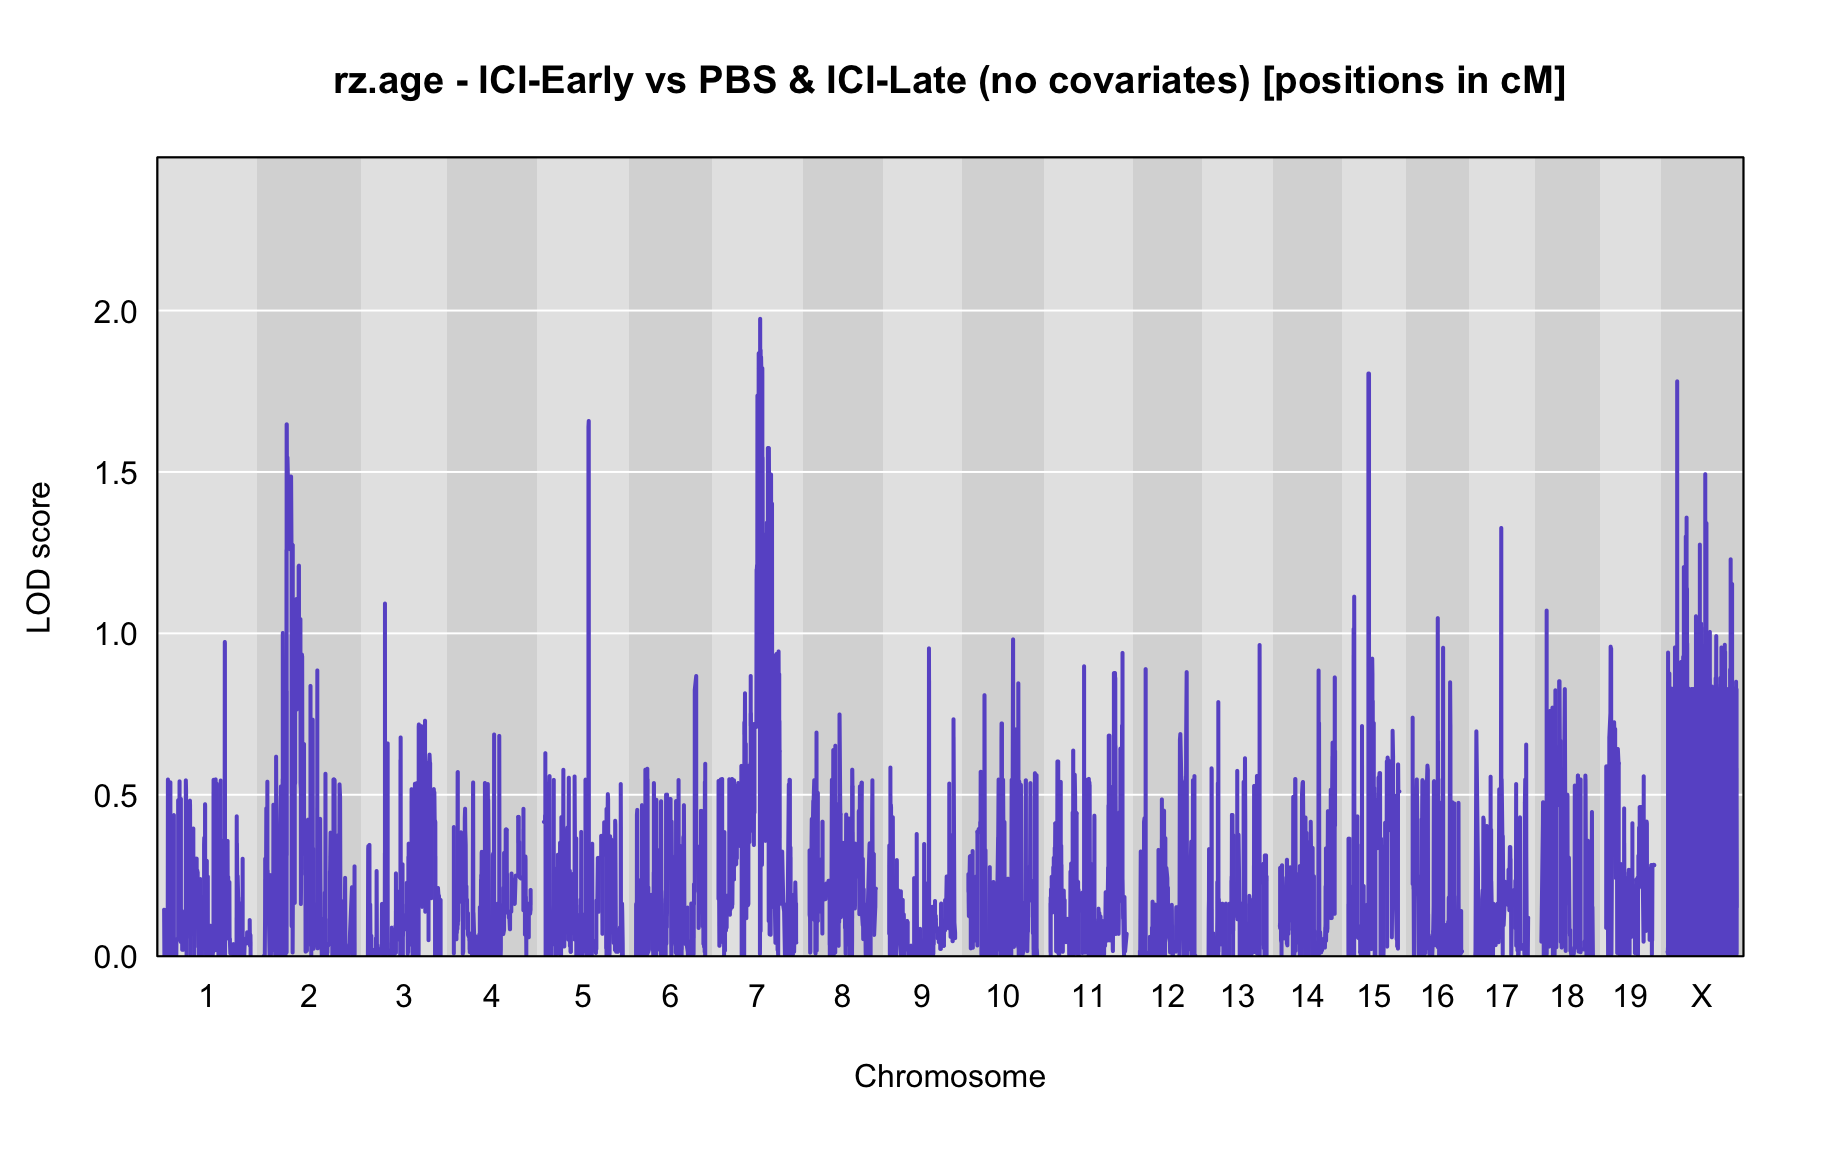 rz.age - ICI-Early vs PBS & ICI-Late (no covariates) [positions in cM]
LOD score
2.0
1.5
1.0
0.5
0.0
1 2 3 4 5 6 7 8 9 10 11 12 13 14 15 16 17 18 19 X
Chromosome